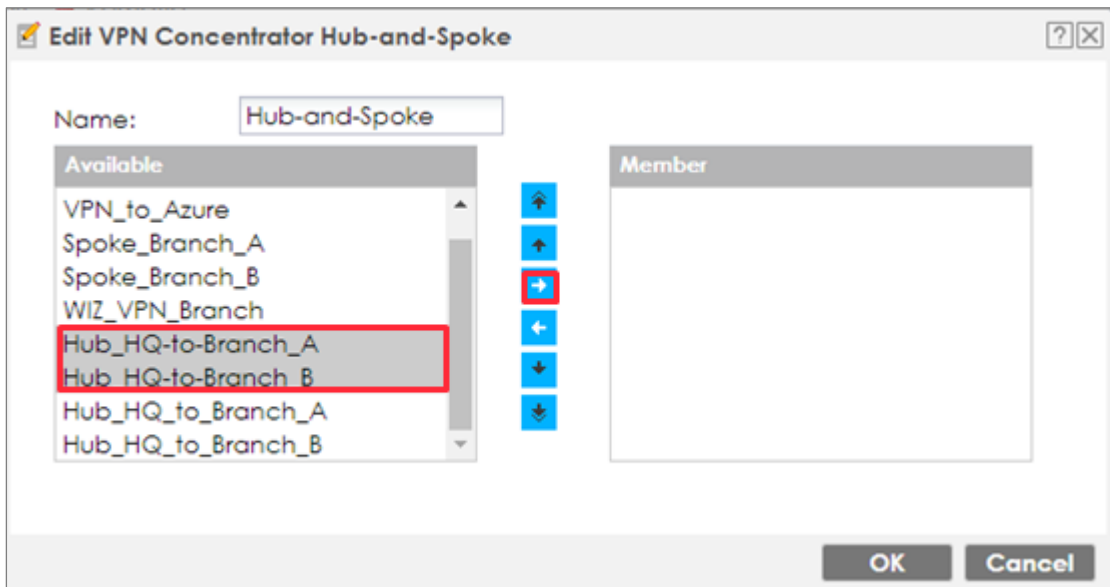 Edit VPN Concentrator Hub-and-Spoke
Name: Hub-and-Spoke
Available
VPN_to_Azure
Spoke_Branch_A
Spoke_Branch_B
WIZ_VPN_Branch
Hub_HQ-to-Branch_A
Hub_HQ-to-Branch_B
Hub_HQ_to_Branch_A
Hub_HQ_to_Branch_B
Member
OK Cancel